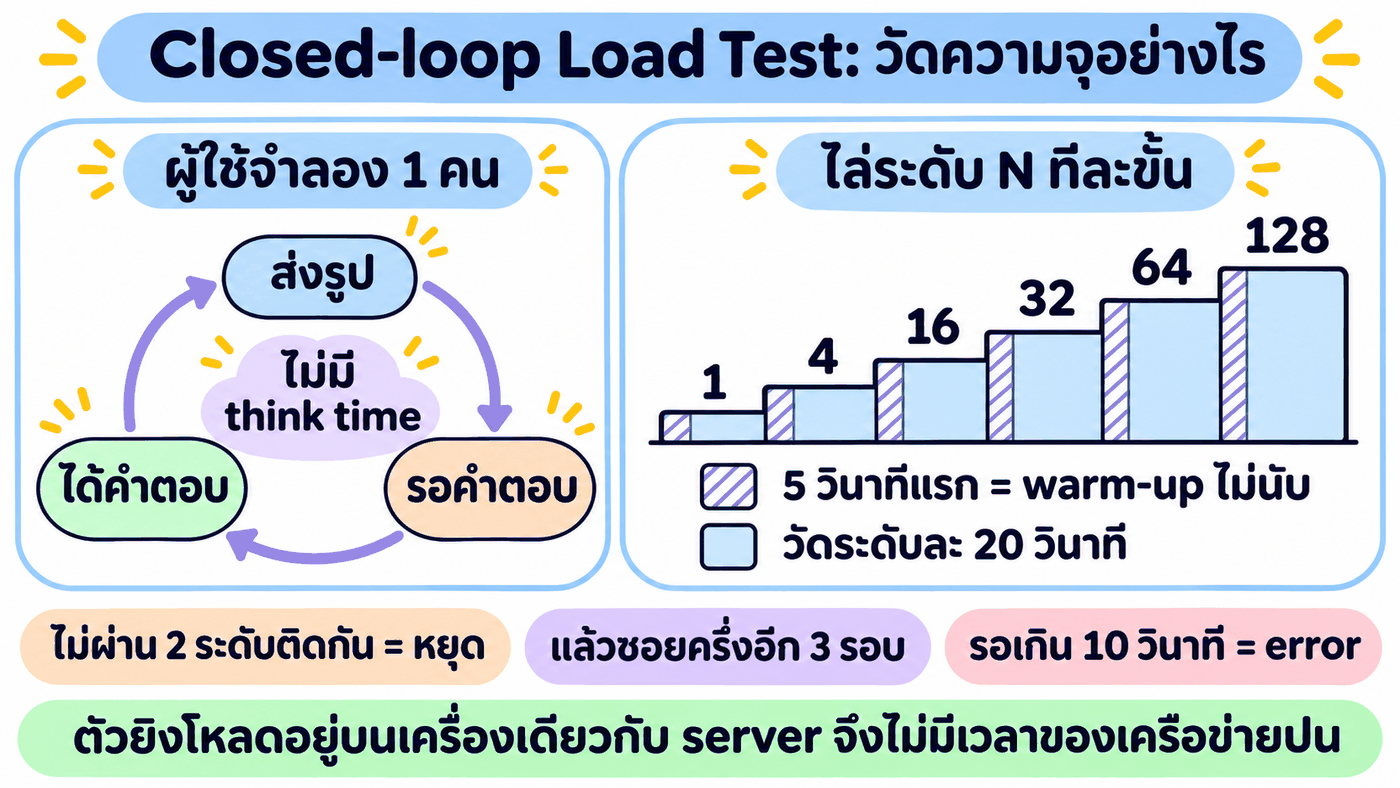 Closed-loop Load Test: วัดความจุอย่างไร
ผู้ใช้จำลอง 1 คน
ส่งรูป
ไม่มี
think time
ได้คำตอบ
รอคำตอบ
ไล่ระดับ N ทีละขั้น
1
4
16
32
64
128
5 วินาทีแรก = warm-up ไม่นับ
วัดระดับละ 20 วินาที
ไม่ผ่าน 2 ระดับติดกัน = หยุด
แล้วซอยครึ่งอีก 3 รอบ
รอเกิน 10 วินาที = error
ตัวยิงโหลดอยู่บนเครื่องเดียวกับ server จึงไม่มีเวลาของเครือข่ายปน